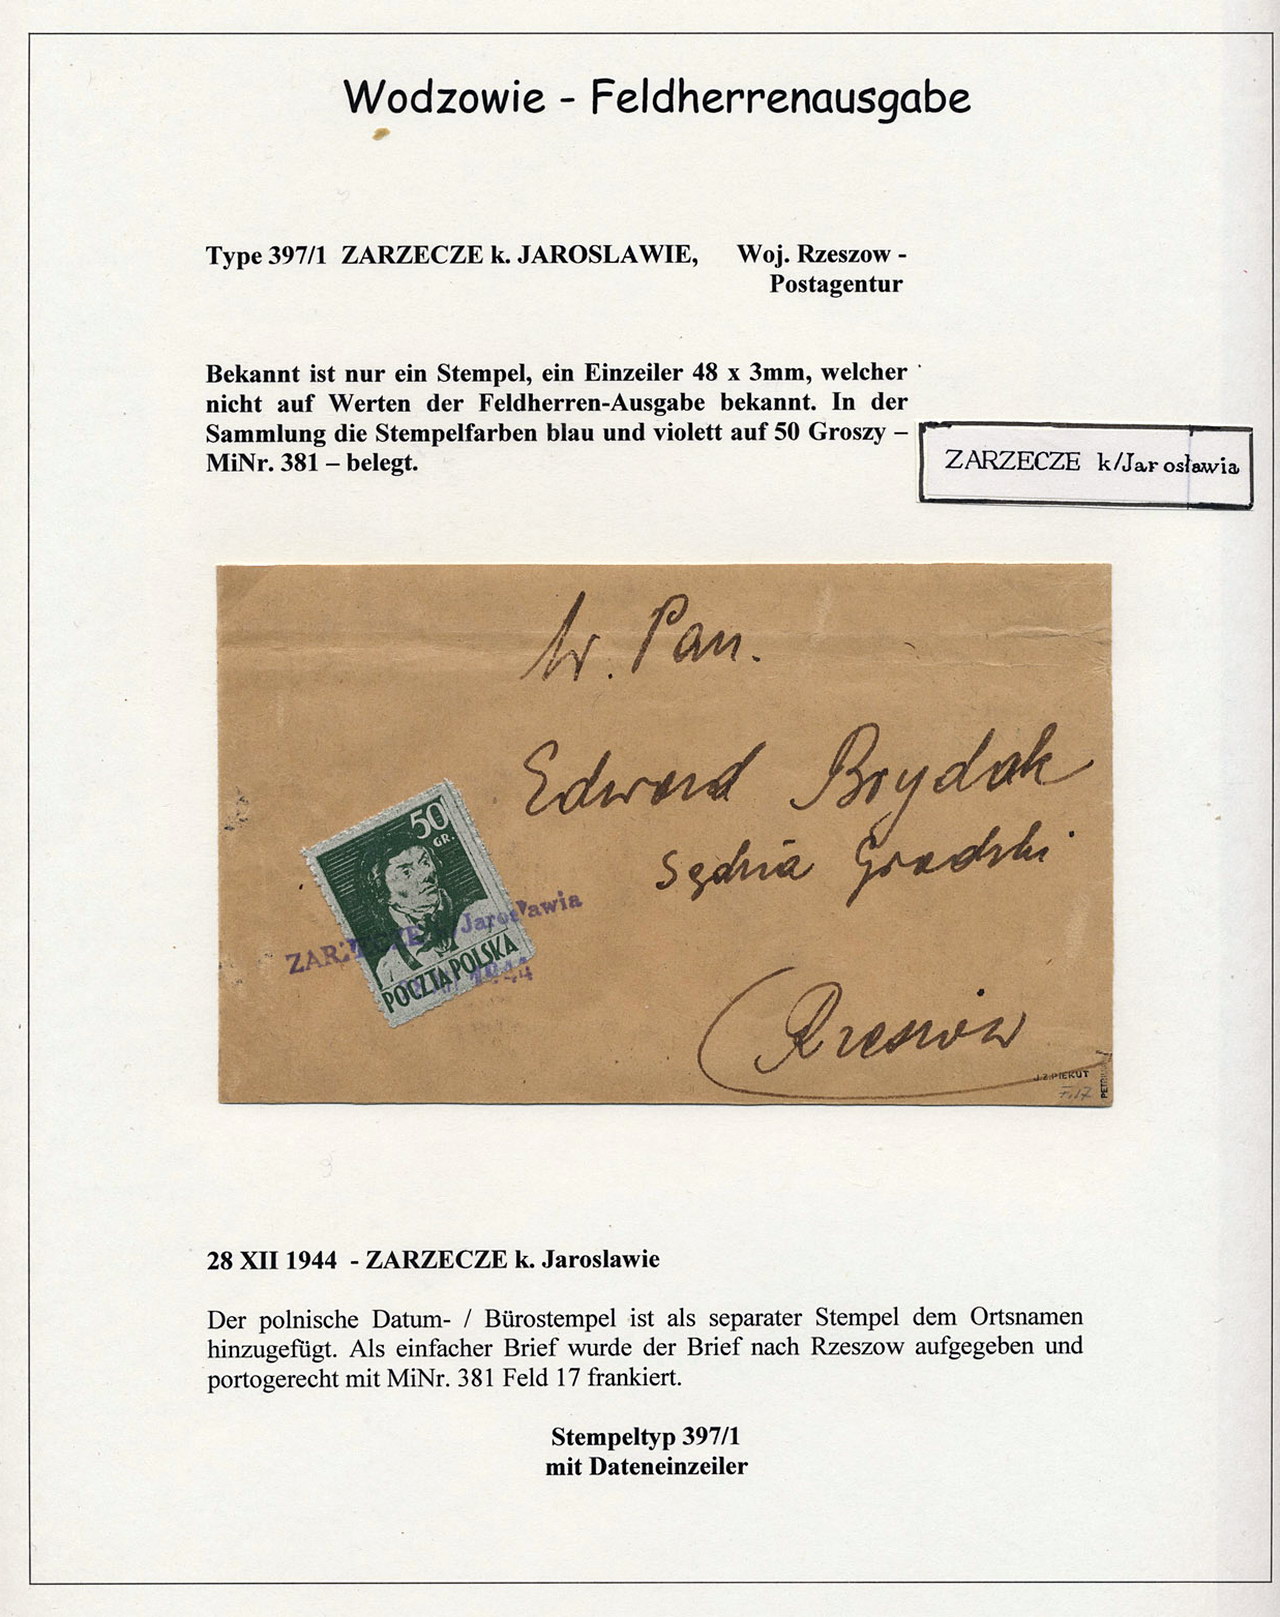 Wodzowie - Feldherrenausgabe
Type 397/1 ZARZECZE k. JAROSLAWIE, Woj. Rzeszow -
Postagentur
Bekannt ist nur ein Stempel, ein Einzeiler 48 x 3mm, welcher
nicht auf Werten der Feldherren-Ausgabe bekannt. In der
Sammlung die Stempelfarben blau und violett auf 50 Groszy –
MiNr. 381 – belegt.
ZARZECZE k/Jarosławia
Pan.
Edward Brydak
Sędzia Grodzki
Rzeszów
50
GR.
POCZTA POLSKA
ZARZECZE Jarosławia
1944
J.Z.PIEKUT
F. 17
28 XII 1944 - ZARZECZE k. Jaroslawie
Der polnische Datum- / Bürostempel ist als separater Stempel dem Ortsnamen
hinzugefügt. Als einfacher Brief wurde der Brief nach Rzeszow aufgegeben und
portogerecht mit MiNr. 381 Feld 17 frankiert.
Stempeltyp 397/1
mit Dateneinzeiler